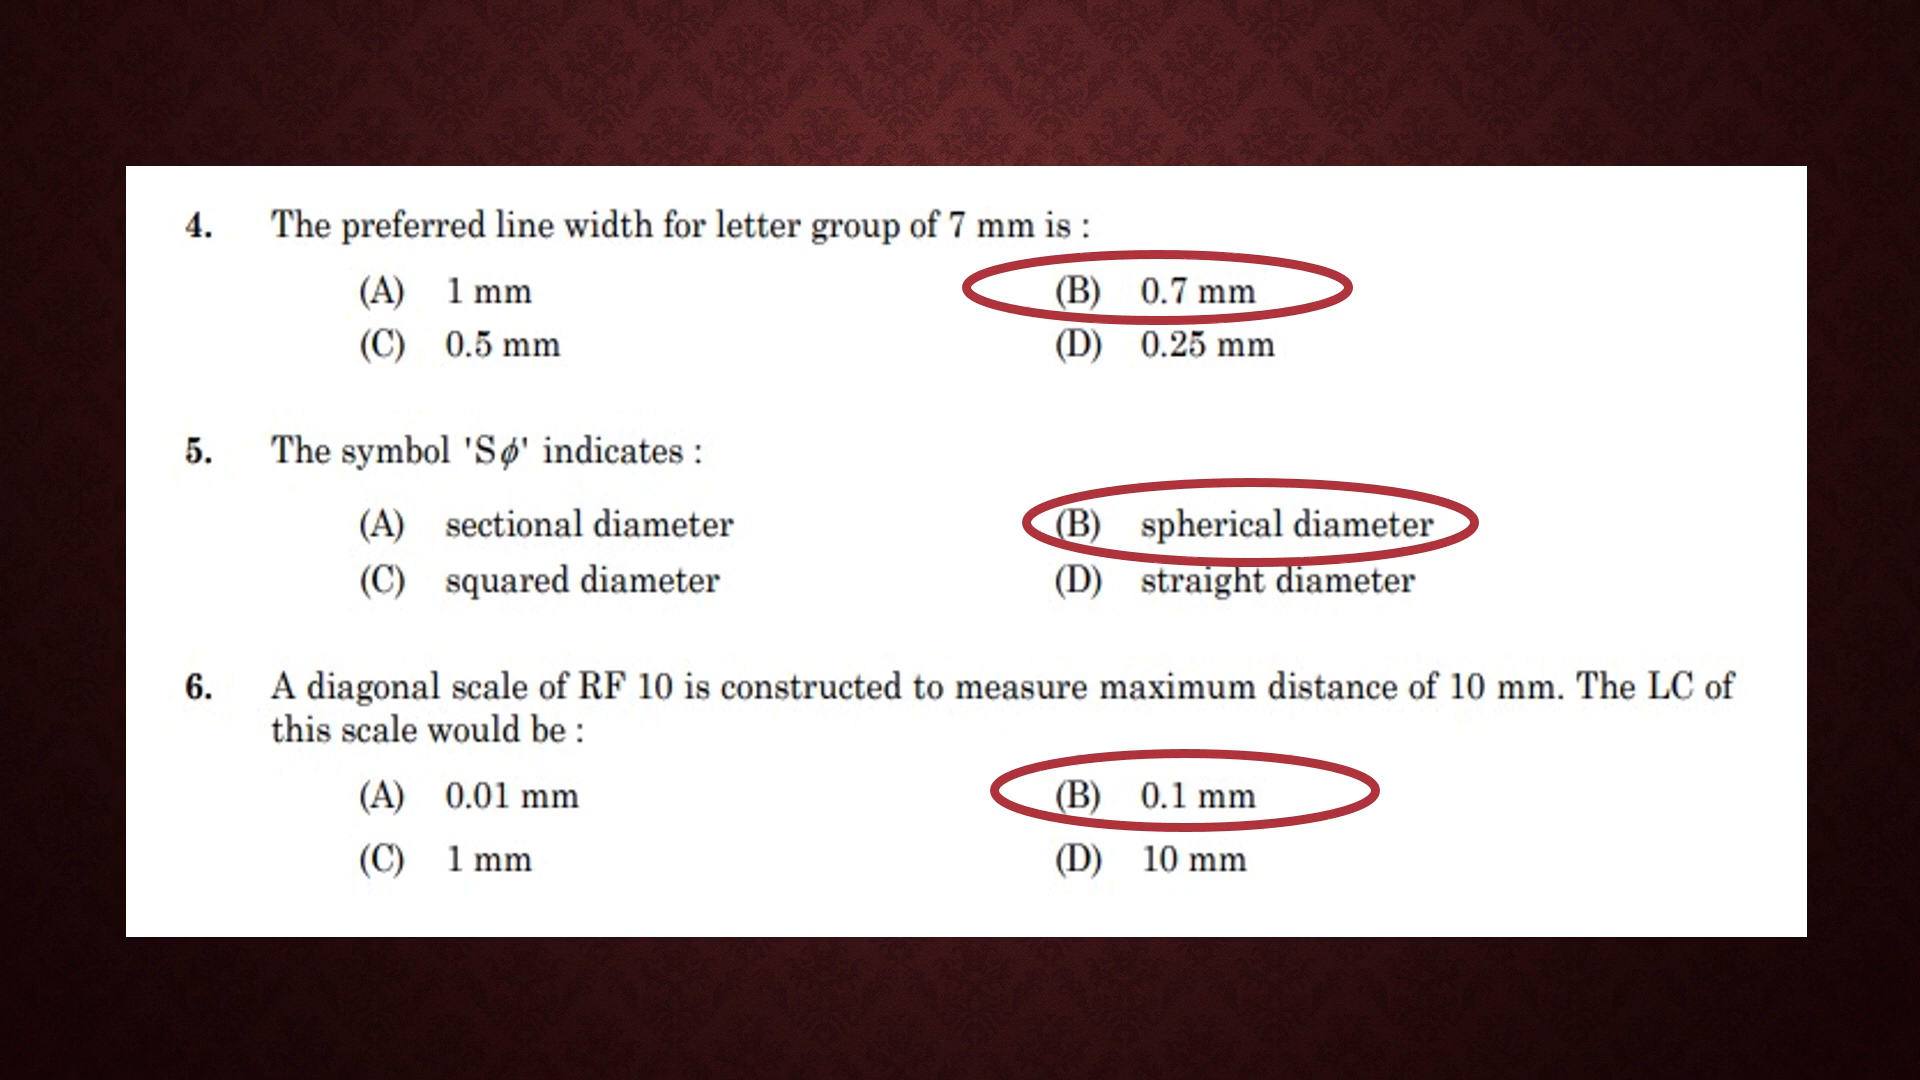 4. The preferred line width for letter group of 7 mm is :
(A) 1 mm (B) 0.7 mm
(C) 0.5 mm (D) 0.25 mm
5. The symbol 'Sϕ' indicates :
(A) sectional diameter (B) spherical diameter
(C) squared diameter (D) straight diameter
6. A diagonal scale of RF 10 is constructed to measure maximum distance of 10 mm. The LC of
this scale would be :
(A) 0.01 mm (B) 0.1 mm
(C) 1 mm (D) 10 mm